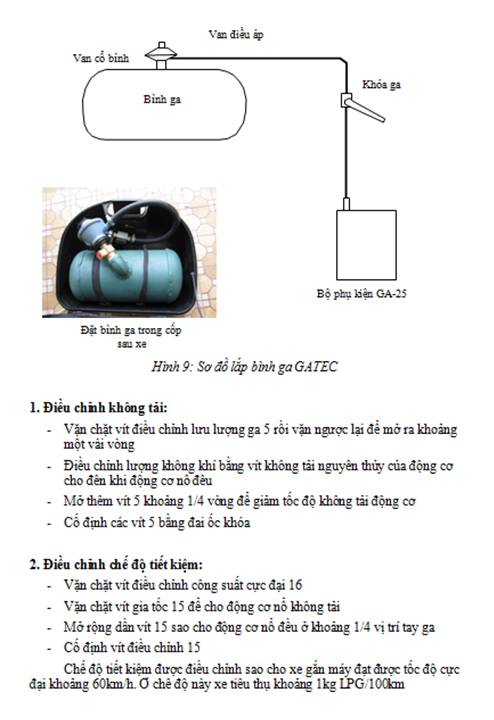 Van điều áp
Van cổ bình
Khóa ga
Bình ga
Bộ phụ kiện GA-25
Đặt bình ga trong cốp
sau xe
Hình 9: Sơ đồ lắp bình ga GATEC
1. Điều chỉnh không tải:
- Vặn chặt vít điều chỉnh lưu lượng ga 5 rồi vặn ngược lại để mở ra khoảng
một vài vòng
- Điều chỉnh lượng không khí bằng vít không tải nguyên thủy của động cơ
cho đên khi động cơ nổ đều
- Mở thêm vít 5 khoảng 1/4 vòng để giảm tốc độ không tải động cơ
- Cố định các vít 5 bằng đai ốc khóa
2. Điều chỉnh chế độ tiết kiệm:
- Vặn chặt vít điều chỉnh công suất cực đại 16
- Vặn chặt vít gia tốc 15 để cho động cơ nổ không tải
- Mở rộng dần vít 15 sao cho động cơ nổ đều ở khoảng 1/4 vị trí tay ga
- Cố định vít điều chỉnh 15
Chế độ tiết kiệm được điều chỉnh sao cho xe gắn máy đạt được tốc độ cực
đại khoảng 60km/h. Ở chế độ này xe tiêu thụ khoảng 1kg LPG/100km